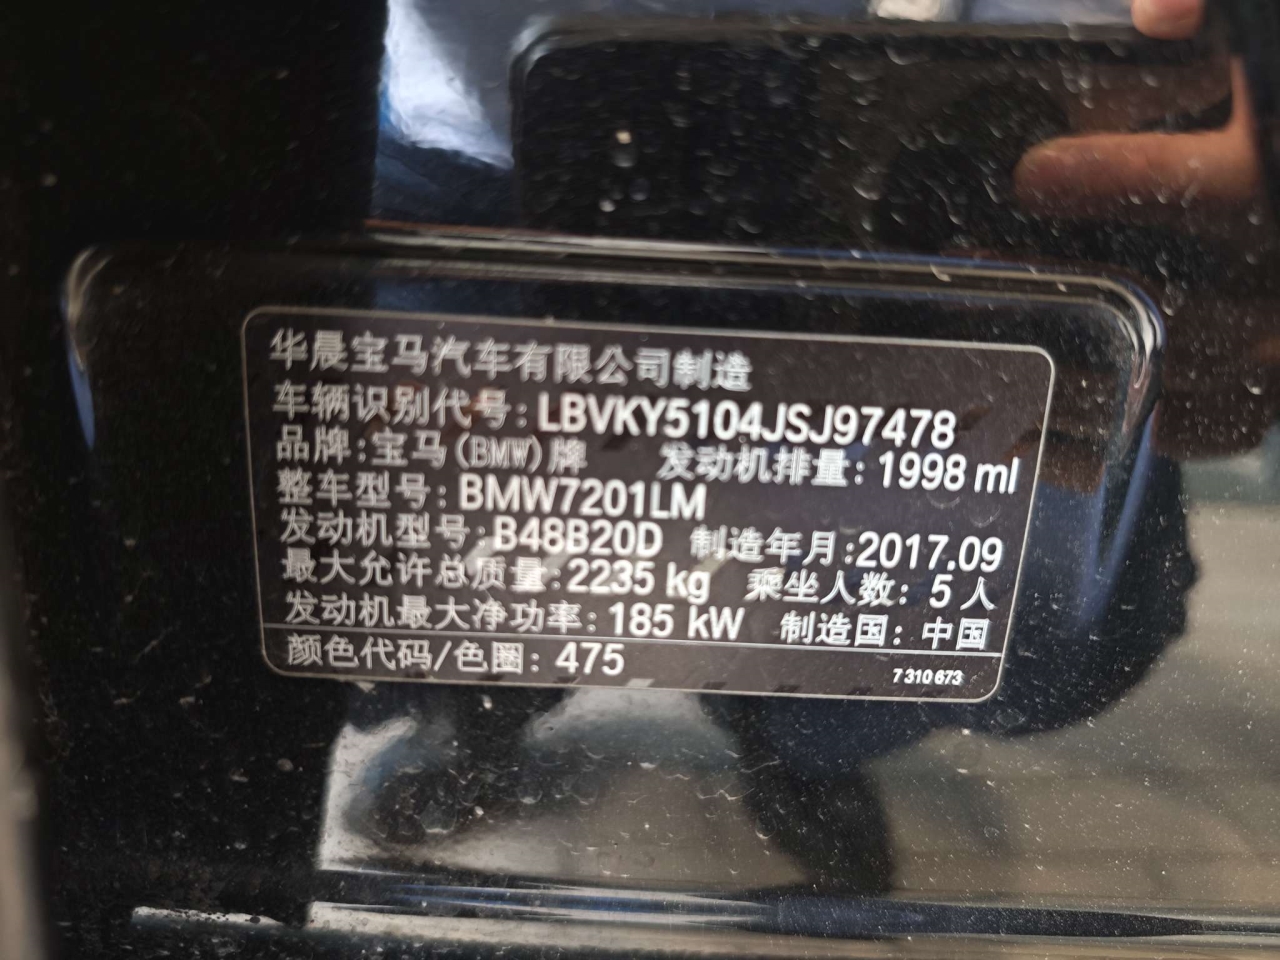 华晨宝马汽车有限公司制造
车辆识别代号: LBVKY5104JSJ97478
品牌:宝马(BMW)牌 发动机排量: 1998 ml
整车型号: BMW7201LM
发动机型号:B48B20D 制造年月:2017.09
最大允许总质量:2235 kg 乘坐人数: 5 人
发动机最大净功率: 185 kW 制造国: 中国
颜色代码/色圈: 475 7 310 673